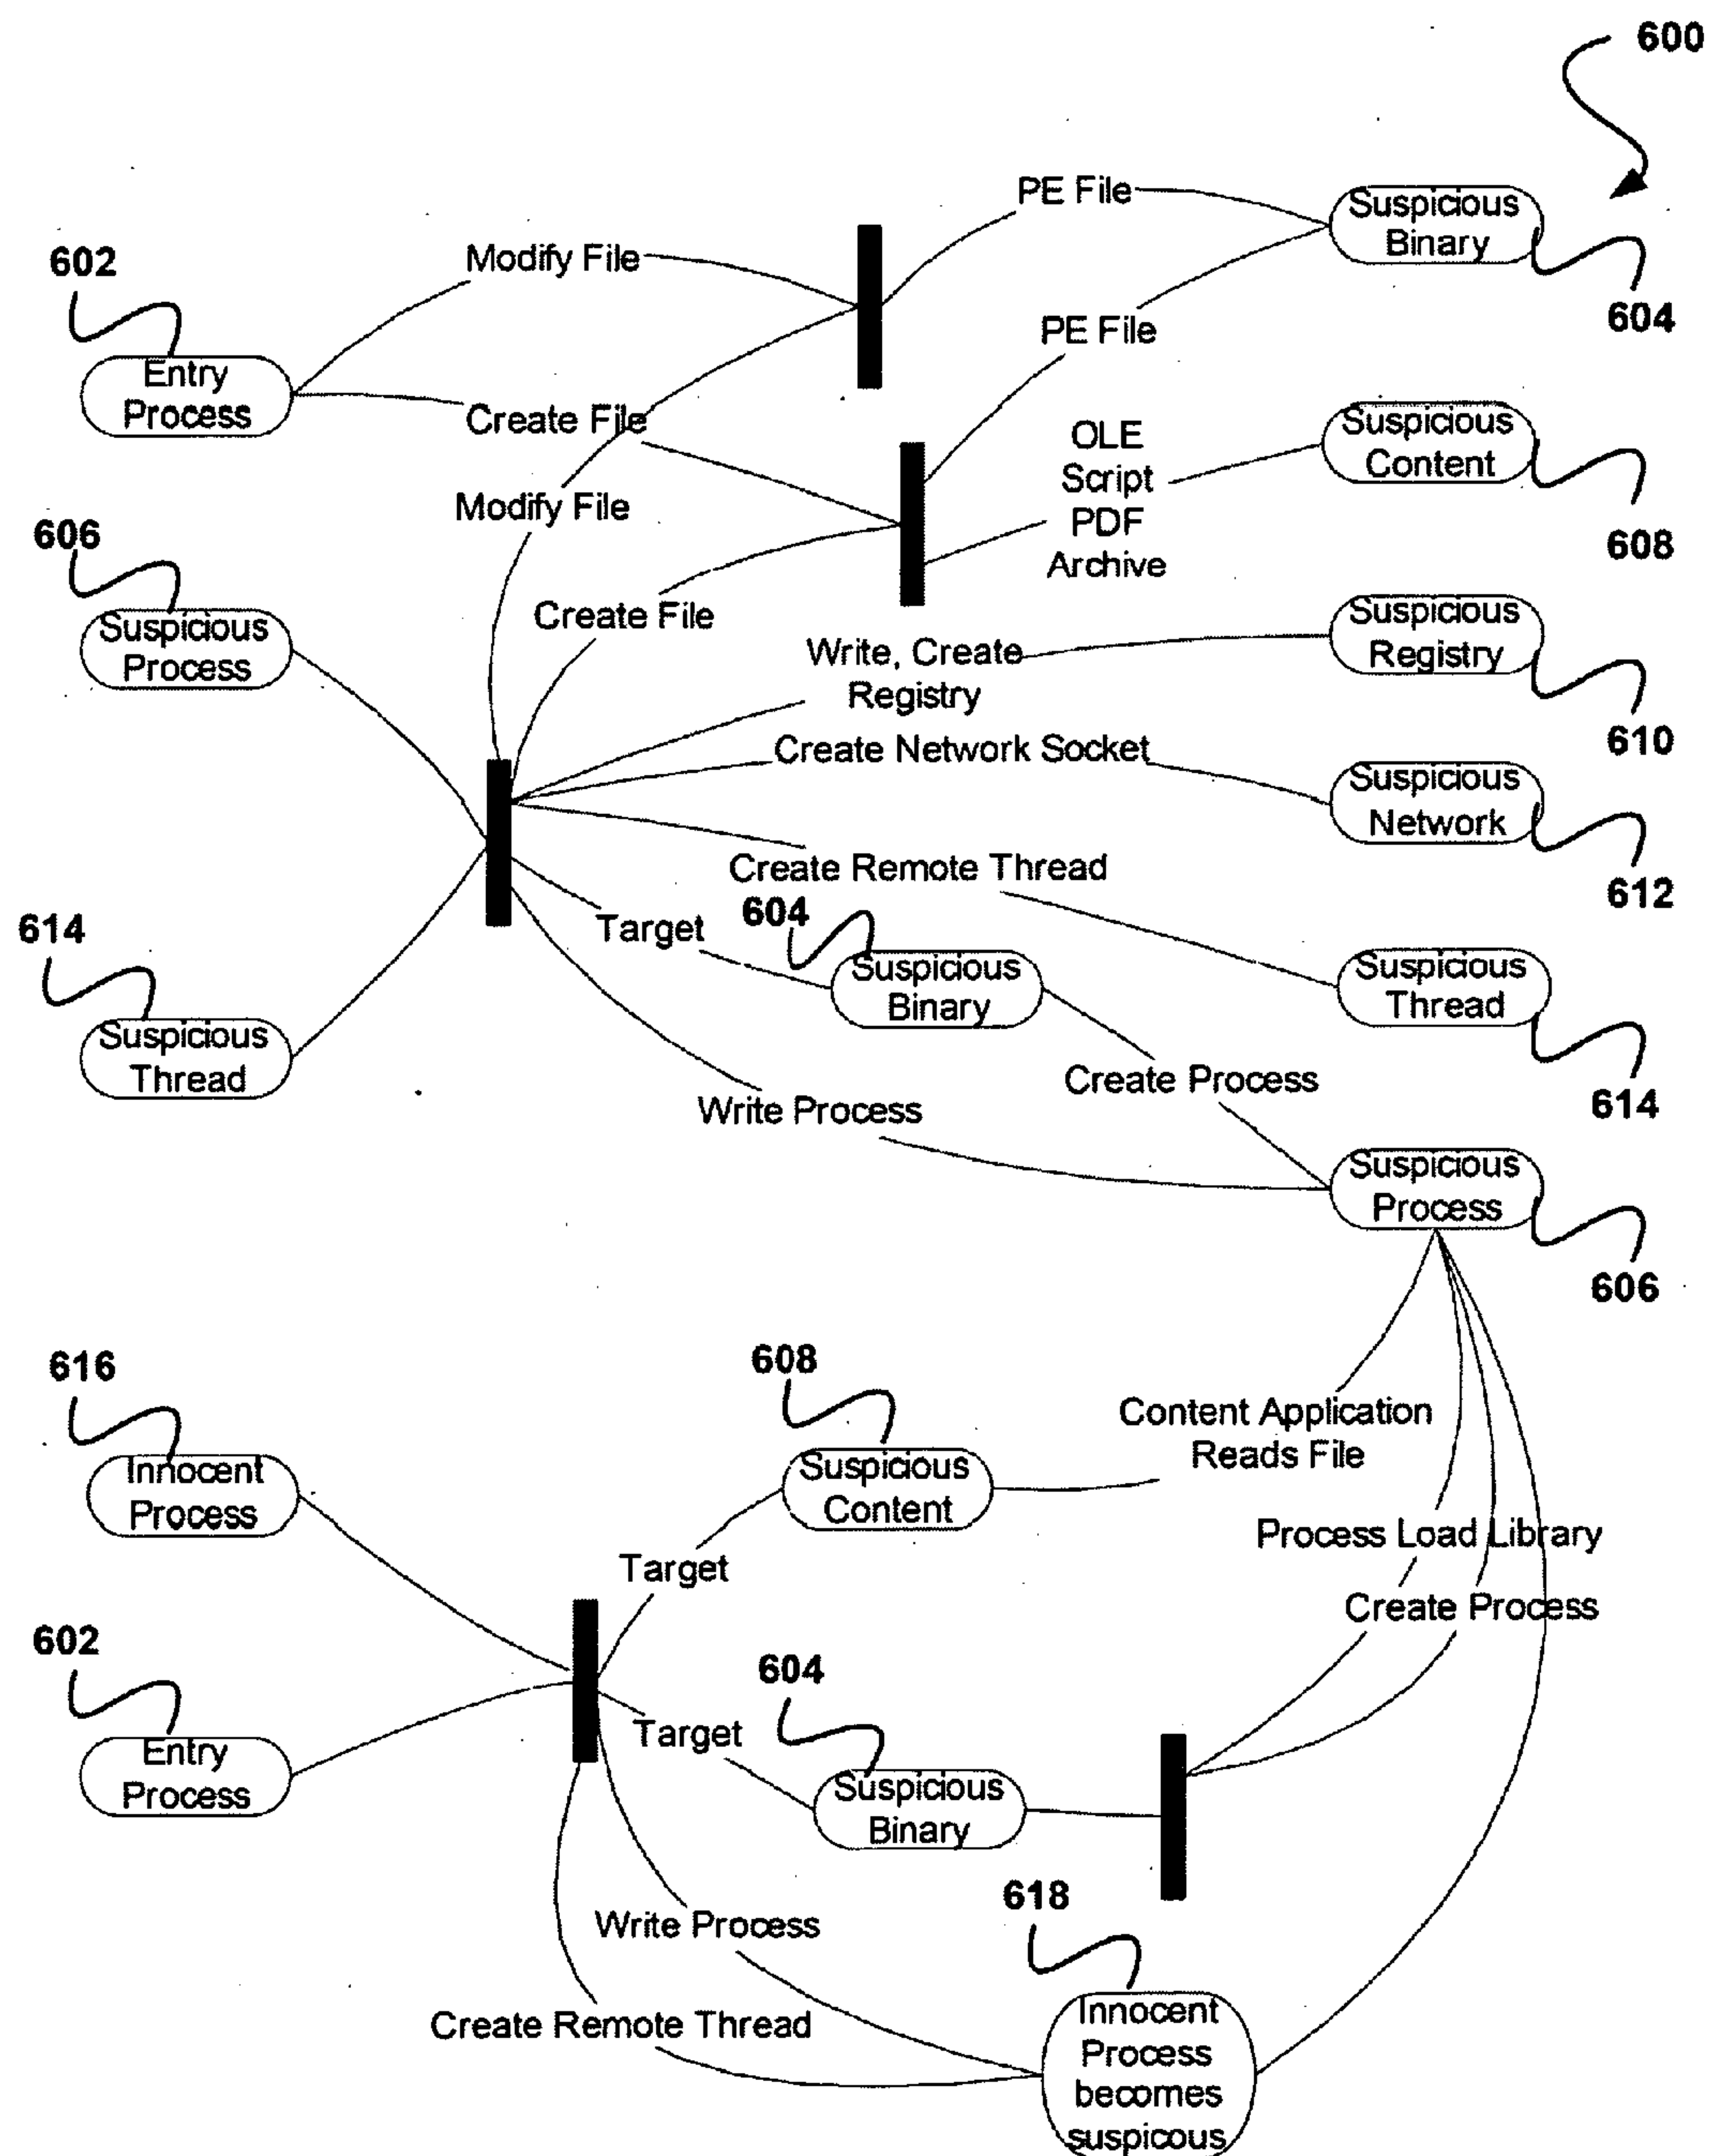 600
PE File
Suspicious
Binary
604
602
Modify File
PE File
Entry
Process
Create File
OLE
Script
PDF
Archive
Suspicious
Content
608
Modify File
606
Suspicious
Process
Create File
Write, Create
Registry
Suspicious
Registry
610
Create Network Socket
Suspicious
Network
612
Create Remote Thread
604
Target
Suspicious
Binary
Suspicious
Thread
614
614
Suspicious
Thread
Create Process
Write Process
Suspicious
Process
606
616
608
Content Application
Reads File
Innocent
Process
Suspicious
Content
Process Load Library
Target
Create Process
602
604
Target
Entry
Process
Suspicious
Binary
618
Write Process
Create Remote Thread
Innocent
Process
becomes
suspicous